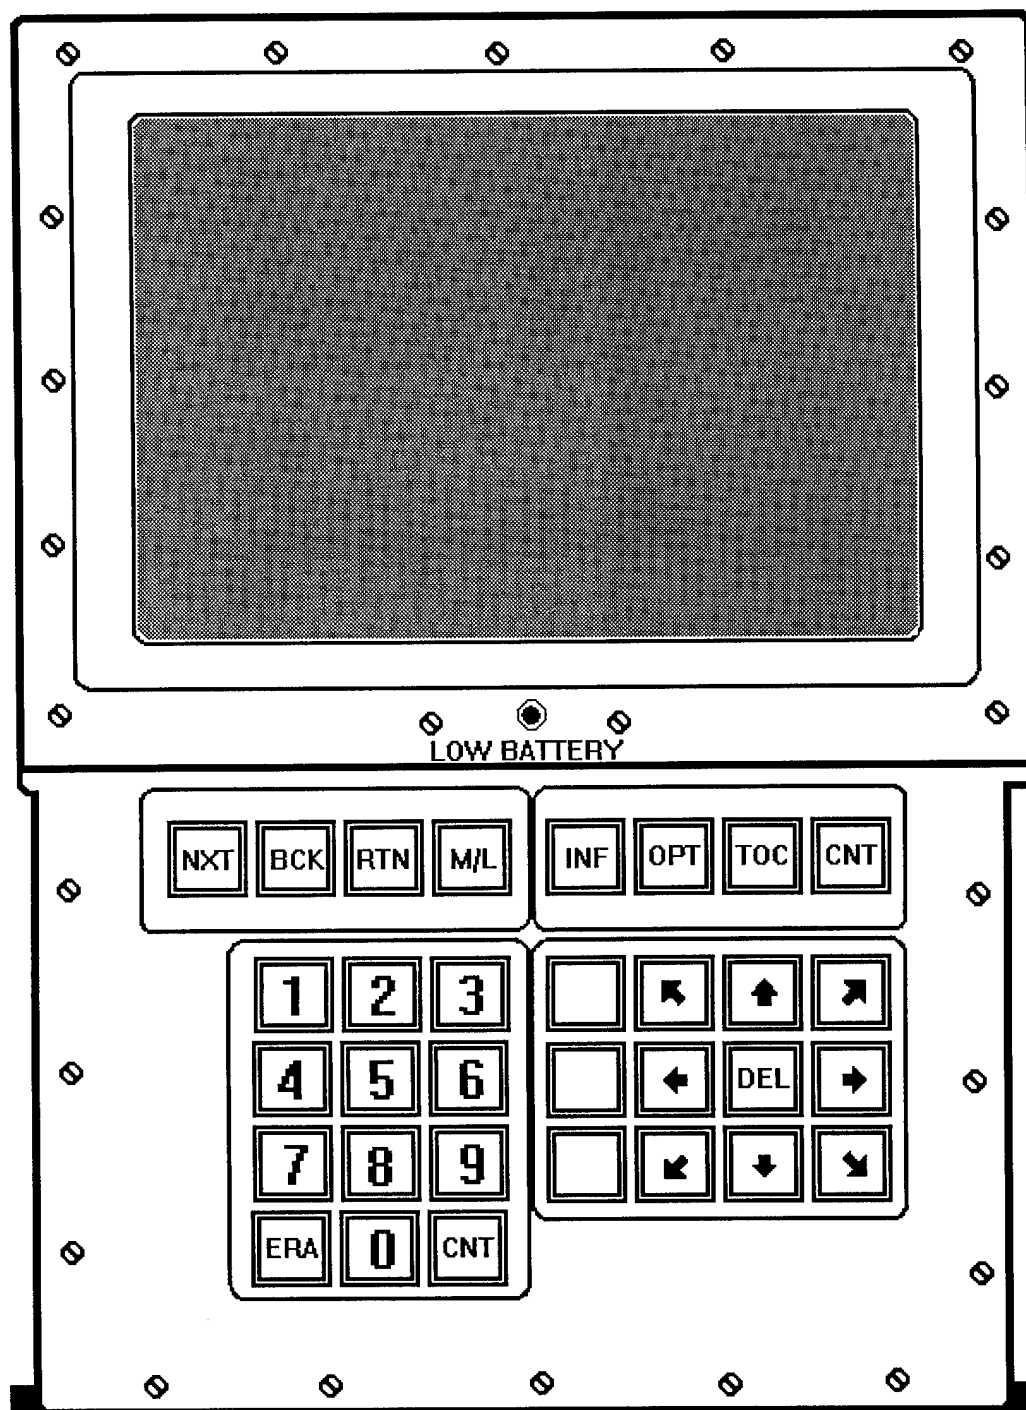 LOW BATTERY
NXT BCK RTN M/L INF OPT TOC CNT
1 2 3
4 5 6 DEL
7 8 9
ERA 0 CNT